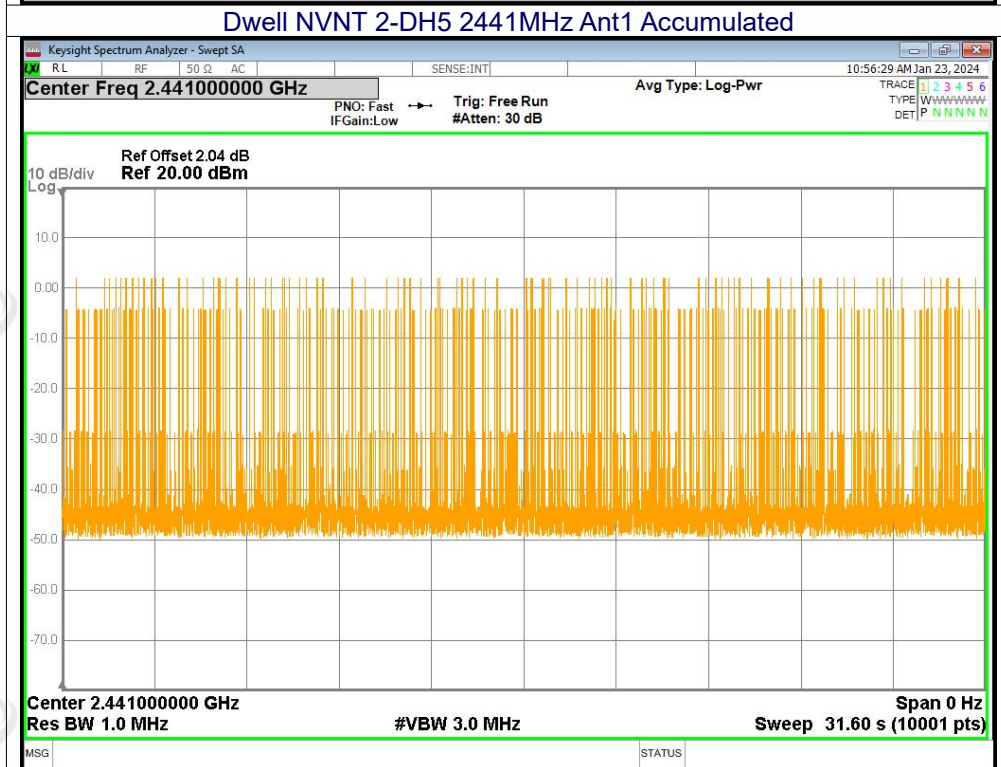 Dwell NVNT 2-DH5 2441MHz Ant1 Accumulated
Keysight Spectrum Analyzer - Swept SA
LXI RL RF 50 Ω AC SENSE:INT 10:56:29 AM Jan 23, 2024
Center Freq 2.441000000 GHz Avg Type: Log-Pwr TRACE 1 2 3 4 5 6
PNO: Fast Trig: Free Run TYPE WWWWWWW
IFGain:Low #Atten: 30 dB DET P N N N N N
Ref Offset 2.04 dB
10 dB/div Ref 20.00 dBm
Log
10.0
0.00
-10.0
-20.0
-30.0
-40.0
-50.0
-60.0
-70.0
Center 2.441000000 GHz Span 0 Hz
Res BW 1.0 MHz #VBW 3.0 MHz Sweep 31.60 s (10001 pts)
MSG STATUS